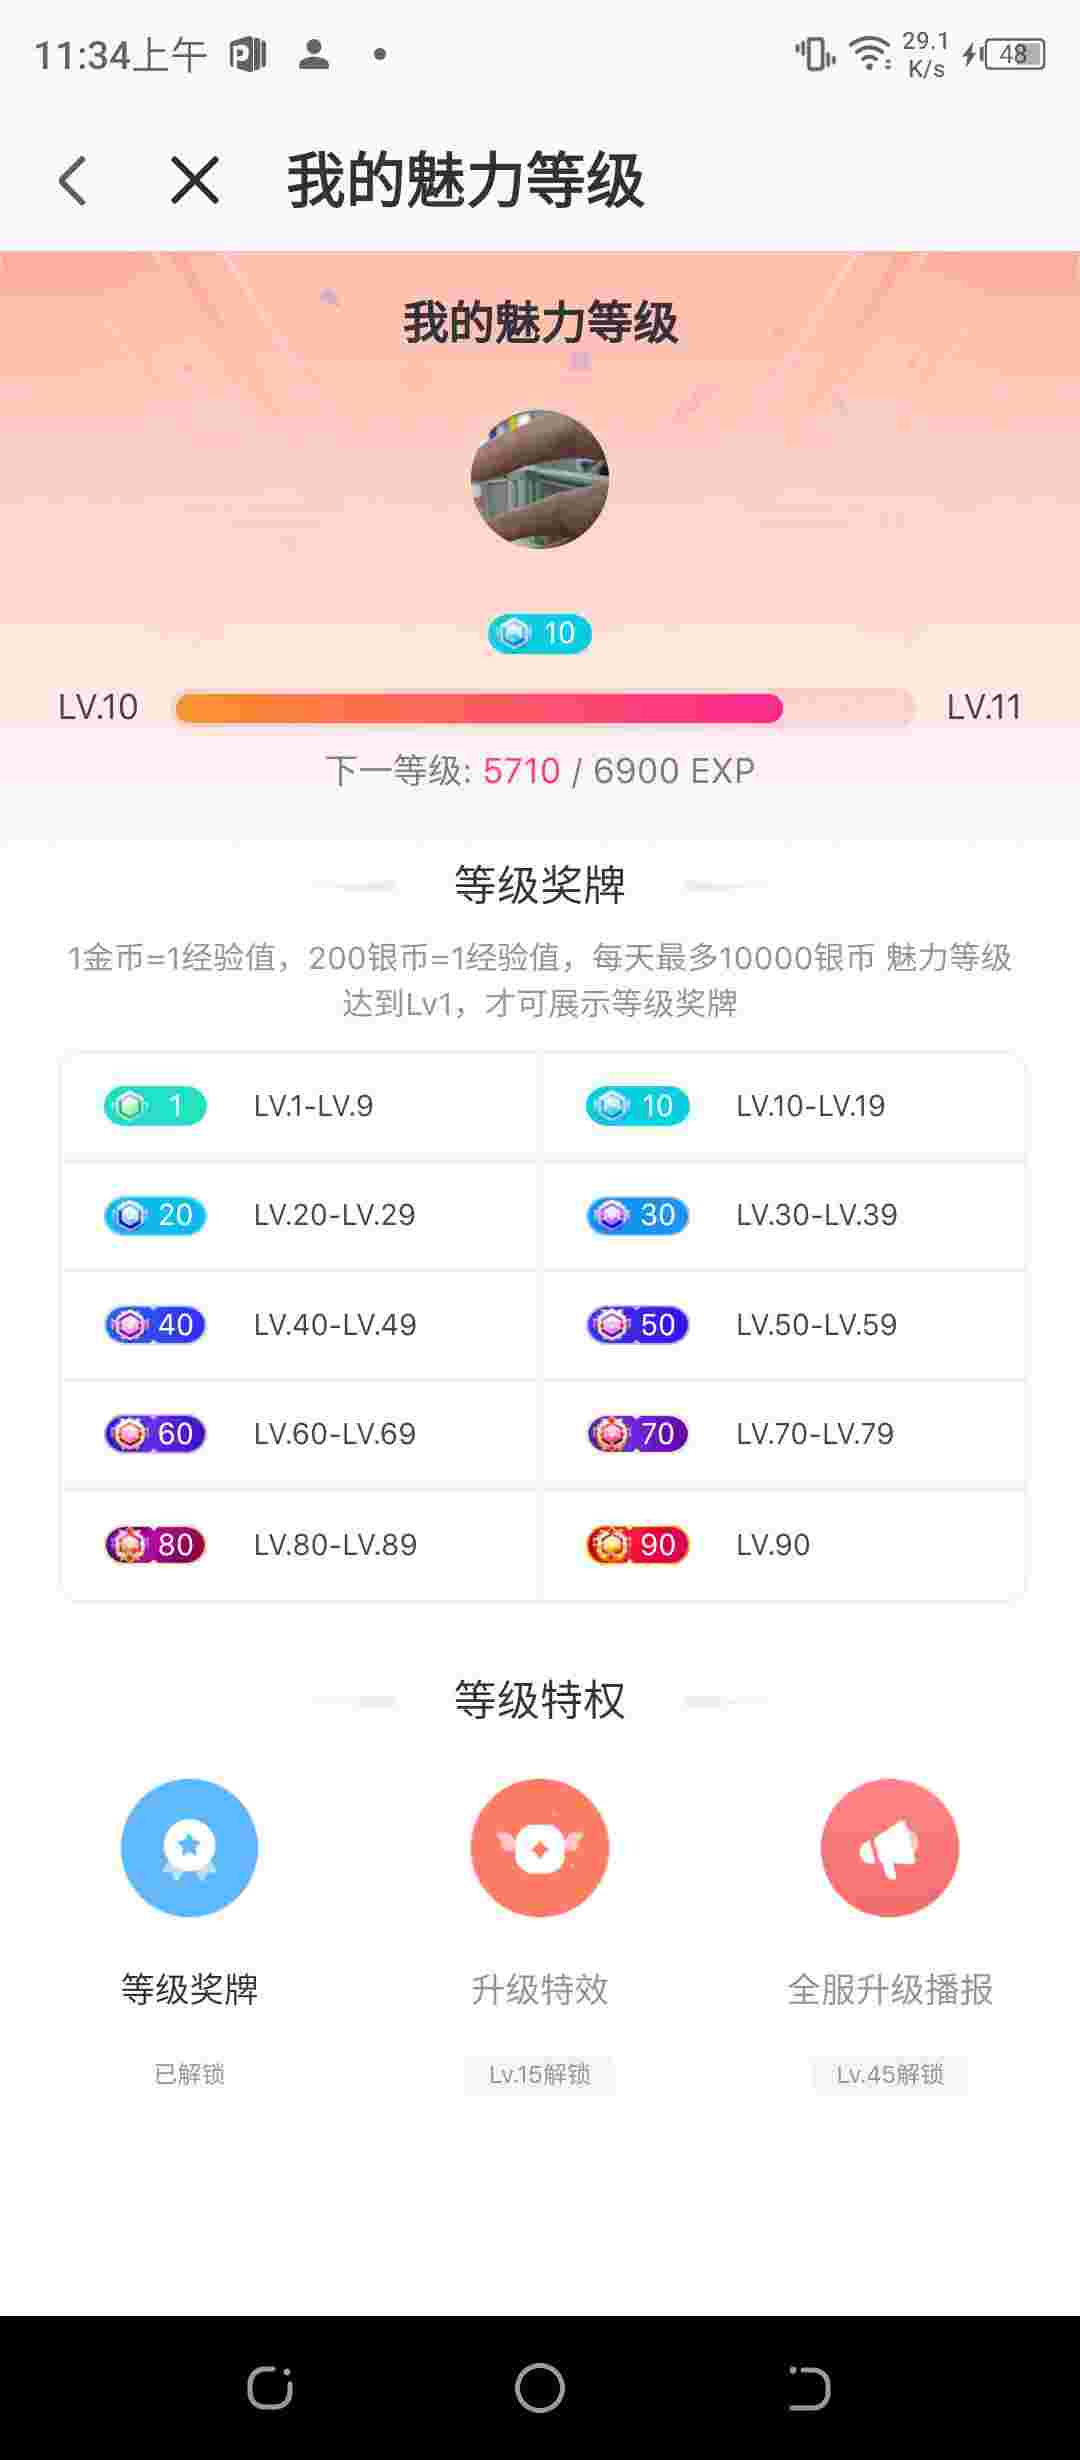 11:34上午
29.1
K/s
48
我的魅力等级
我的魅力等级
10
LV.10
LV.11
下一等级: 5710 / 6900 EXP
等级奖牌
1金币=1经验值，200银币=1经验值，每天最多10000银币 魅力等级
达到Lv1，才可展示等级奖牌
1 LV.1-LV.9
10 LV.10-LV.19
20 LV.20-LV.29
30 LV.30-LV.39
40 LV.40-LV.49
50 LV.50-LV.59
60 LV.60-LV.69
70 LV.70-LV.79
80 LV.80-LV.89
90 LV.90
等级特权
等级奖牌
升级特效
全服升级播报
已解锁
Lv.15解锁
Lv.45解锁